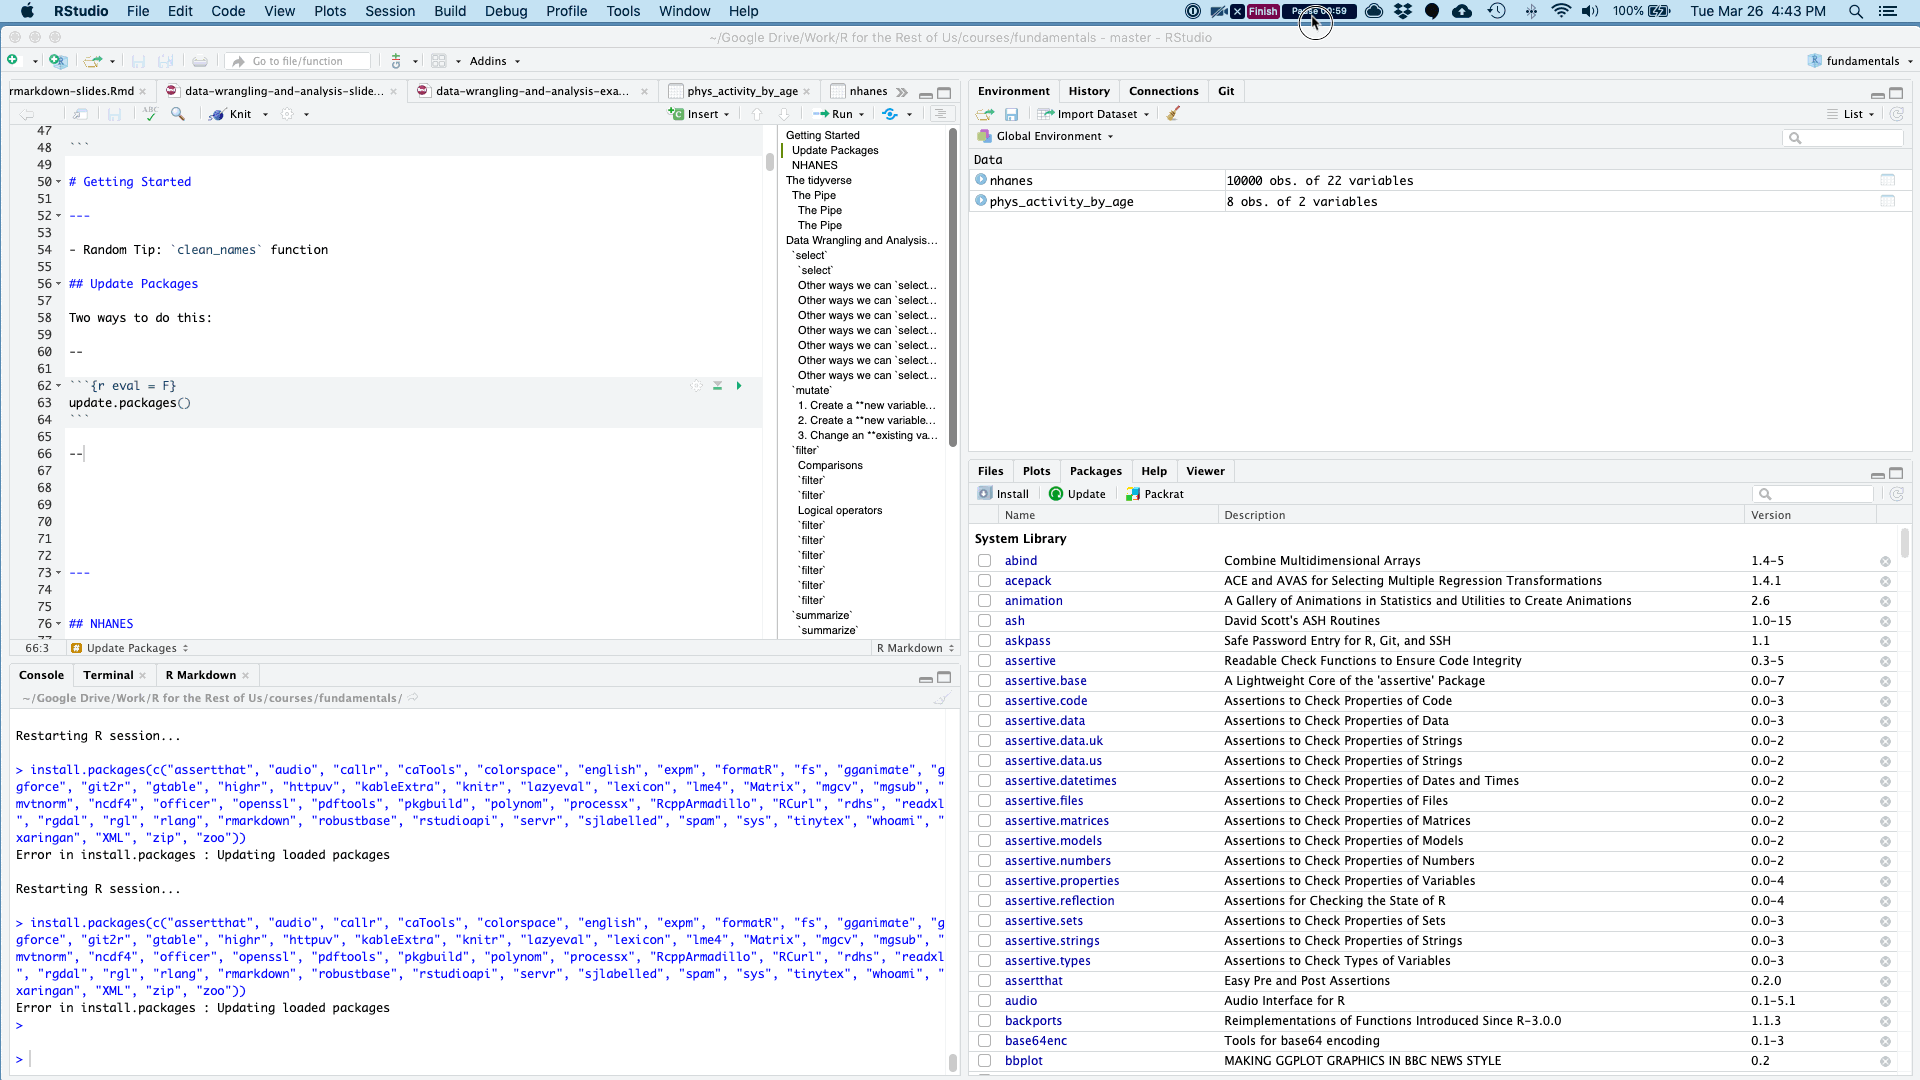 RStudio File Edit Code View Plots Session Build Debug Profile Tools Window Help
Finish
100% Tue Mar 26 4:43 PM
~/Google Drive/Work/R for the Rest of Us/courses/fundamentals - master - RStudio
Go to file/function Addins
fundamentals
rmarkdown-slides.Rmd data-wrangling-and-analysis-slide... data-wrangling-and-analysis-exa... phys_activity_by_age nhanes
ABC Knit Insert Run
47
48 ```
49
50 # Getting Started
51
52 ---
53
54 - Random Tip: `clean_names` function
55
56 ## Update Packages
57
58 Two ways to do this:
59
60 --
61
62 ```{r eval = F}
63 update.packages()
64 ```
65
66 --
67
68
69
70
71
72
73 ---
74
75
76 ## NHANES
77
66:3 Update Packages R Markdown
Getting Started
Update Packages
NHANES
The tidyverse
The Pipe
The Pipe
The Pipe
Data Wrangling and Analysis...
`select`
`select`
Other ways we can `select...
Other ways we can `select...
Other ways we can `select...
Other ways we can `select...
Other ways we can `select...
Other ways we can `select...
Other ways we can `select...
`mutate`
1. Create a **new variable...
2. Create a **new variable...
3. Change an **existing va...
`filter`
Comparisons
`filter`
`filter`
Logical operators
`filter`
`filter`
`filter`
`filter`
`filter`
`filter`
`summarize`
`summarize`
Console Terminal R Markdown
~/Google Drive/Work/R for the Rest of Us/courses/fundamentals/
Restarting R session...
> install.packages(c("assertthat", "audio", "callr", "caTools", "colorspace", "english", "expm", "formatR", "fs", "gganimate", "g
gforce", "git2r", "gtable", "highr", "httpuv", "kableExtra", "knitr", "lazyeval", "lexicon", "lme4", "Matrix", "mgcv", "mgsub", "
mvtnorm", "ncdf4", "officer", "openssl", "pdftools", "pkgbuild", "polynom", "processx", "RcppArmadillo", "RCurl", "rdhs", "readxl
", "rgdal", "rgl", "rlang", "rmarkdown", "robustbase", "rstudioapi", "servr", "sjlabelled", "spam", "sys", "tinytex", "whoami", "
xaringan", "XML", "zip", "zoo"))
Error in install.packages : Updating loaded packages
Restarting R session...
> install.packages(c("assertthat", "audio", "callr", "caTools", "colorspace", "english", "expm", "formatR", "fs", "gganimate", "g
gforce", "git2r", "gtable", "highr", "httpuv", "kableExtra", "knitr", "lazyeval", "lexicon", "lme4", "Matrix", "mgcv", "mgsub", "
mvtnorm", "ncdf4", "officer", "openssl", "pdftools", "pkgbuild", "polynom", "processx", "RcppArmadillo", "RCurl", "rdhs", "readxl
", "rgdal", "rgl", "rlang", "rmarkdown", "robustbase", "rstudioapi", "servr", "sjlabelled", "spam", "sys", "tinytex", "whoami", "
xaringan", "XML", "zip", "zoo"))
Error in install.packages : Updating loaded packages
>
>
Environment History Connections Git
Import Dataset List
Global Environment
Data
nhanes 10000 obs. of 22 variables
phys_activity_by_age 8 obs. of 2 variables
Files Plots Packages Help Viewer
Install Update Packrat
Name Description Version
System Library
abind Combine Multidimensional Arrays 1.4-5
acepack ACE and AVAS for Selecting Multiple Regression Transformations 1.4.1
animation A Gallery of Animations in Statistics and Utilities to Create Animations 2.6
ash David Scott's ASH Routines 1.0-15
askpass Safe Password Entry for R, Git, and SSH 1.1
assertive Readable Check Functions to Ensure Code Integrity 0.3-5
assertive.base A Lightweight Core of the 'assertive' Package 0.0-7
assertive.code Assertions to Check Properties of Code 0.0-3
assertive.data Assertions to Check Properties of Data 0.0-3
assertive.data.uk Assertions to Check Properties of Strings 0.0-2
assertive.data.us Assertions to Check Properties of Strings 0.0-2
assertive.datetimes Assertions to Check Properties of Dates and Times 0.0-2
assertive.files Assertions to Check Properties of Files 0.0-2
assertive.matrices Assertions to Check Properties of Matrices 0.0-2
assertive.models Assertions to Check Properties of Models 0.0-2
assertive.numbers Assertions to Check Properties of Numbers 0.0-2
assertive.properties Assertions to Check Properties of Variables 0.0-4
assertive.reflection Assertions for Checking the State of R 0.0-4
assertive.sets Assertions to Check Properties of Sets 0.0-3
assertive.strings Assertions to Check Properties of Strings 0.0-3
assertive.types Assertions to Check Types of Variables 0.0-3
assertthat Easy Pre and Post Assertions 0.2.0
audio Audio Interface for R 0.1-5.1
backports Reimplementations of Functions Introduced Since R-3.0.0 1.1.3
base64enc Tools for base64 encoding 0.1-3
bbplot MAKING GGPLOT GRAPHICS IN BBC NEWS STYLE 0.2